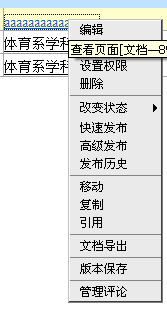 编辑
aaaaaaaaaaaa
查看页面[文档—89
体育系学科
设置权限
体育系学科
删除
改变状态
快速发布
高级发布
发布历史
移动
复制
引用
文档导出
版本保存
管理评论